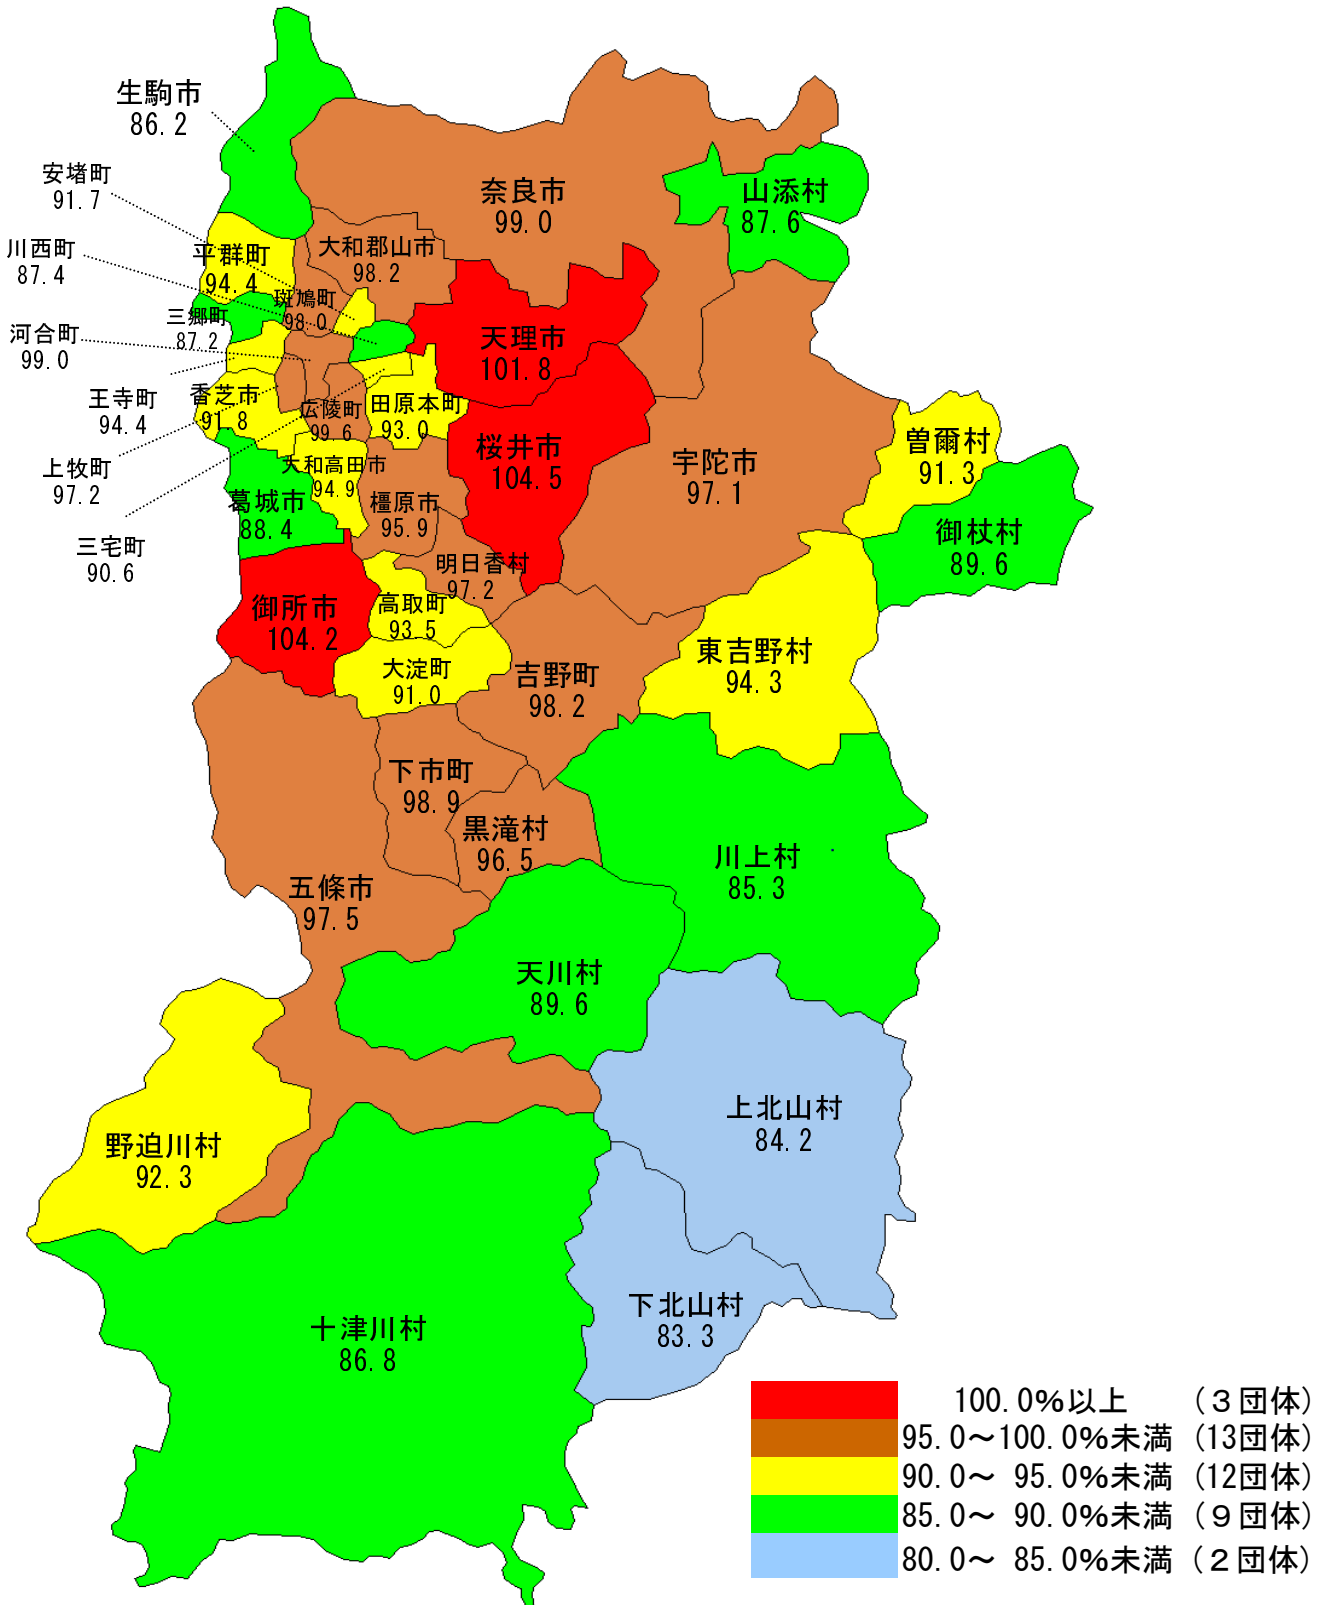 生駒市
86.2
安堵町
91.7
奈良市
99.0
山添村
87.6
川西町
87.4
平群町
94.4
大和郡山市
98.2
斑鳩町
98.0
三郷町
87.2
河合町
99.0
天理市
101.8
王寺町
94.4
香芝市
91.8
広陵町
99.6
田原本町
93.0
上牧町
97.2
大和高田市
94.9
桜井市
104.5
宇陀市
97.1
曽爾村
91.3
葛城市
88.4
橿原市
95.9
御杖村
89.6
三宅町
90.6
明日香村
97.2
御所市
104.2
高取町
93.5
大淀町
91.0
吉野町
98.2
東吉野村
94.3
下市町
98.9
黒滝村
96.5
川上村
85.3
五條市
97.5
天川村
89.6
上北山村
84.2
野迫川村
92.3
下北山村
83.3
十津川村
86.8
100.0%以上 (３団体)
95.0～100.0%未満 (13団体)
90.0～ 95.0%未満 (12団体)
85.0～ 90.0%未満 (９団体)
80.0～ 85.0%未満 (２団体)